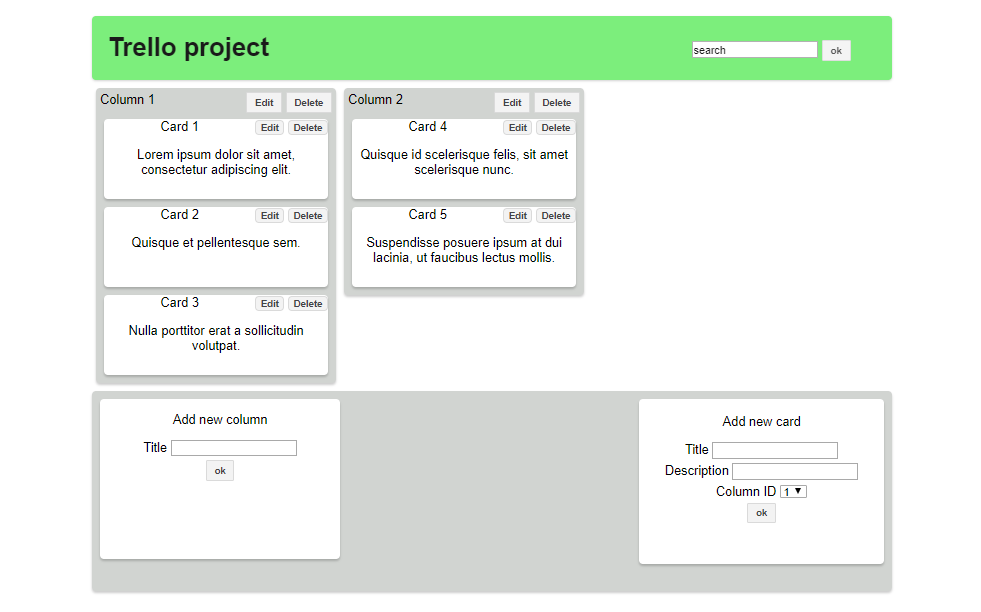 Trello project
search ok
Column 1 Edit Delete
Card 1 Edit Delete
Lorem ipsum dolor sit amet,
consectetur adipiscing elit.
Card 2 Edit Delete
Quisque et pellentesque sem.
Card 3 Edit Delete
Nulla porttitor erat a sollicitudin
volutpat.
Column 2 Edit Delete
Card 4 Edit Delete
Quisque id scelerisque felis, sit amet
scelerisque nunc.
Card 5 Edit Delete
Suspendisse posuere ipsum at dui
lacinia, ut faucibus lectus mollis.
Add new column
Title
ok
Add new card
Title
Description
Column ID 1
ok